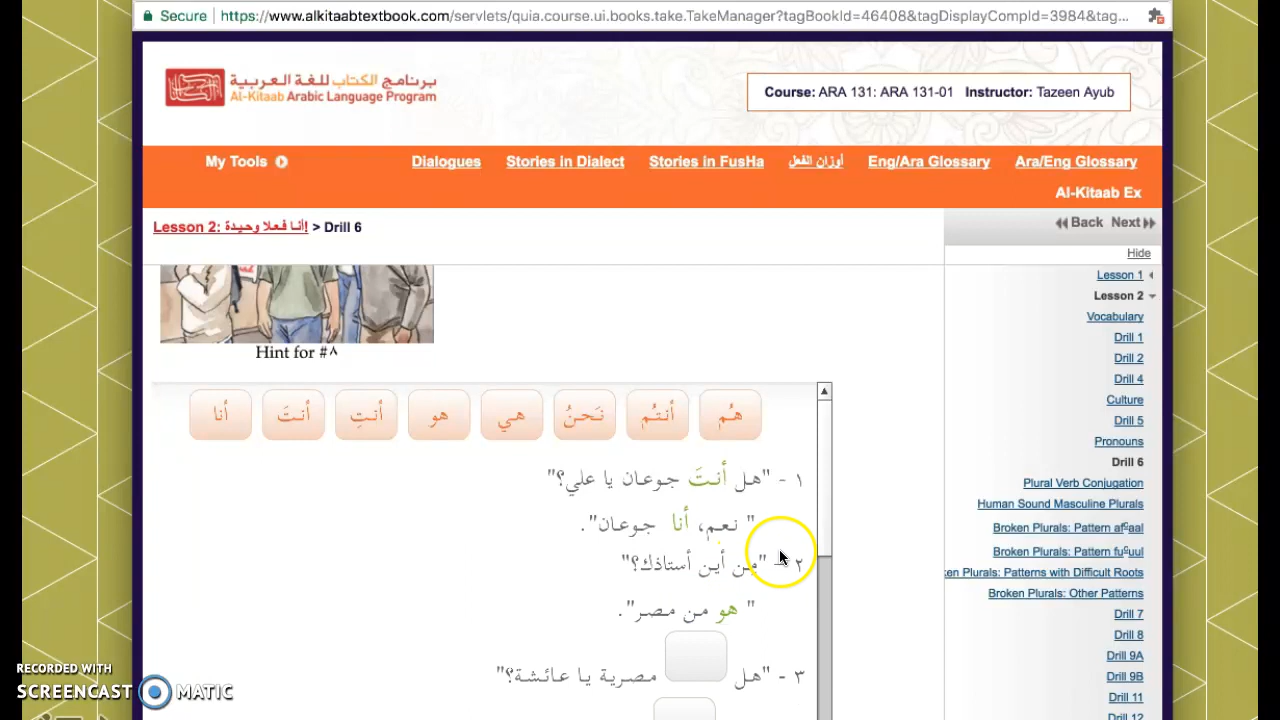 Secure https://www.alkitaabtextbook.com/servlets/quia.course.ui.books.take.TakeManager?tagBookId=46408&tagDisplayCompId=3984&tag...
برنامج الكتاب للغة العربية
Al-Kitaab Arabic Language Program
Course: ARA 131: ARA 131-01 Instructor: Tazeen Ayub
My Tools
Dialogues
Stories in Dialect
Stories in FusHa
أوزان الفعل
Eng/Ara Glossary
Ara/Eng Glossary
Al-Kitaab Ex
Lesson 2: أنا فعلا وحيدة! > Drill 6
Back Next
Hide
Lesson 1
Lesson 2
Vocabulary
Drill 1
Drill 2
Drill 4
Culture
Drill 5
Pronouns
Drill 6
Plural Verb Conjugation
Human Sound Masculine Plurals
Broken Plurals: Pattern afᶜaal
Broken Plurals: Pattern fuᶜuul
en Plurals: Patterns with Difficult Roots
Broken Plurals: Other Patterns
Drill 7
Drill 8
Drill 9A
Drill 9B
Drill 11
Drill 12
Hint for #٨
هُم أنتُم نَحنُ هي هو أنتِ أنتَ أنا
١ - "هل أنتَ جوعان يا علي؟"
" نعم، أنا جوعان".
٢ - "مِن أين أستاذك؟"
" هو من مصر".
٣ - "هل مصرية يا عائشة؟"
RECORDED WITH
SCREENCAST MATIC